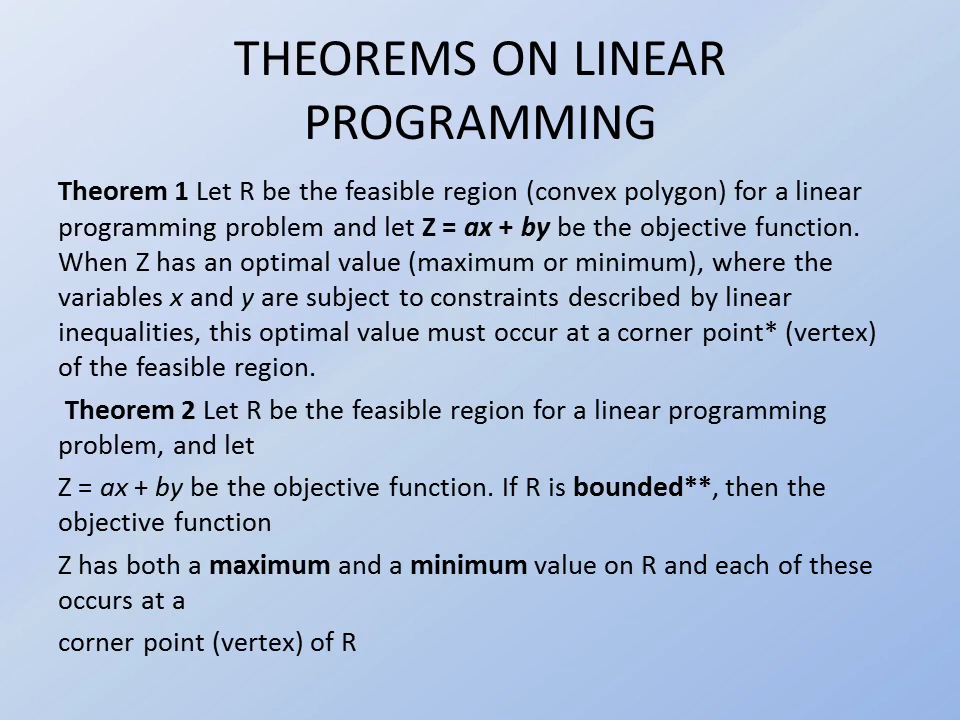 THEOREMS ON LINEAR
PROGRAMMING
Theorem 1 Let R be the feasible region (convex polygon) for a linear
programming problem and let Z = ax + by be the objective function.
When Z has an optimal value (maximum or minimum), where the
variables x and y are subject to constraints described by linear
inequalities, this optimal value must occur at a corner point* (vertex)
of the feasible region.
Theorem 2 Let R be the feasible region for a linear programming
problem, and let
Z = ax + by be the objective function. If R is bounded**, then the
objective function
Z has both a maximum and a minimum value on R and each of these
occurs at a
corner point (vertex) of R